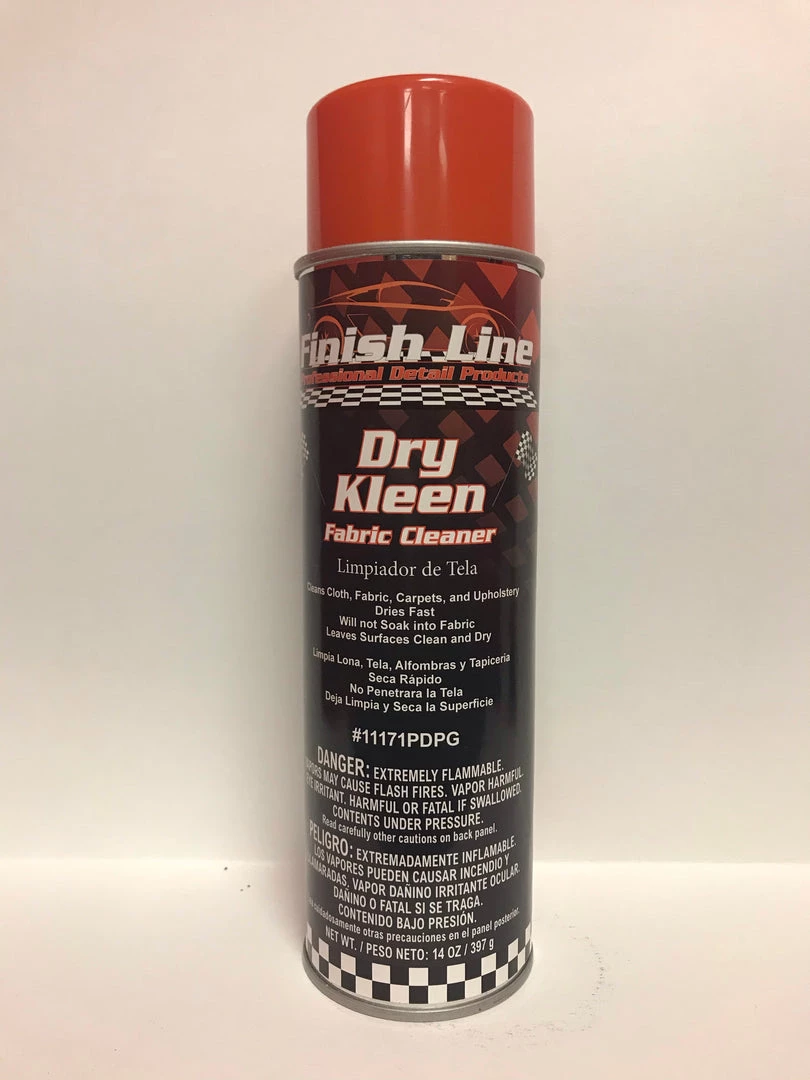 Finish Line
Professional Detail Products
Dry
Kleen
Fabric Cleaner
Limpiador de Tela
Cleans Cloth, Fabric, Carpets, and Upholstery
Dries Fast
Will not Soak into Fabric
Leaves Surfaces Clean and Dry
Limpia Lona, Tela, Alfombras y Tapiceria
Seca Rápido
No Penetrara la Tela
Deja Limpia y Seca la Superficie
#11171PDPG
DANGER: EXTREMELY FLAMMABLE.
VAPORS MAY CAUSE FLASH FIRES. VAPOR HARMFUL.
EYE IRRITANT. HARMFUL OR FATAL IF SWALLOWED.
CONTENTS UNDER PRESSURE.
Read carefully other cautions on back panel.
PELIGRO: EXTREMADAMENTE INFLAMABLE.
LOS VAPORES PUEDEN CAUSAR INCENDIO Y
LLAMARADAS. VAPOR DAÑINO IRRITANTE OCULAR.
DAÑINO O FATAL SI SE TRAGA.
CONTENIDO BAJO PRESIÓN.
cuidadosamente otras precauciones en el panel posterior.
NET WT. / PESO NETO: 14 OZ / 397 g